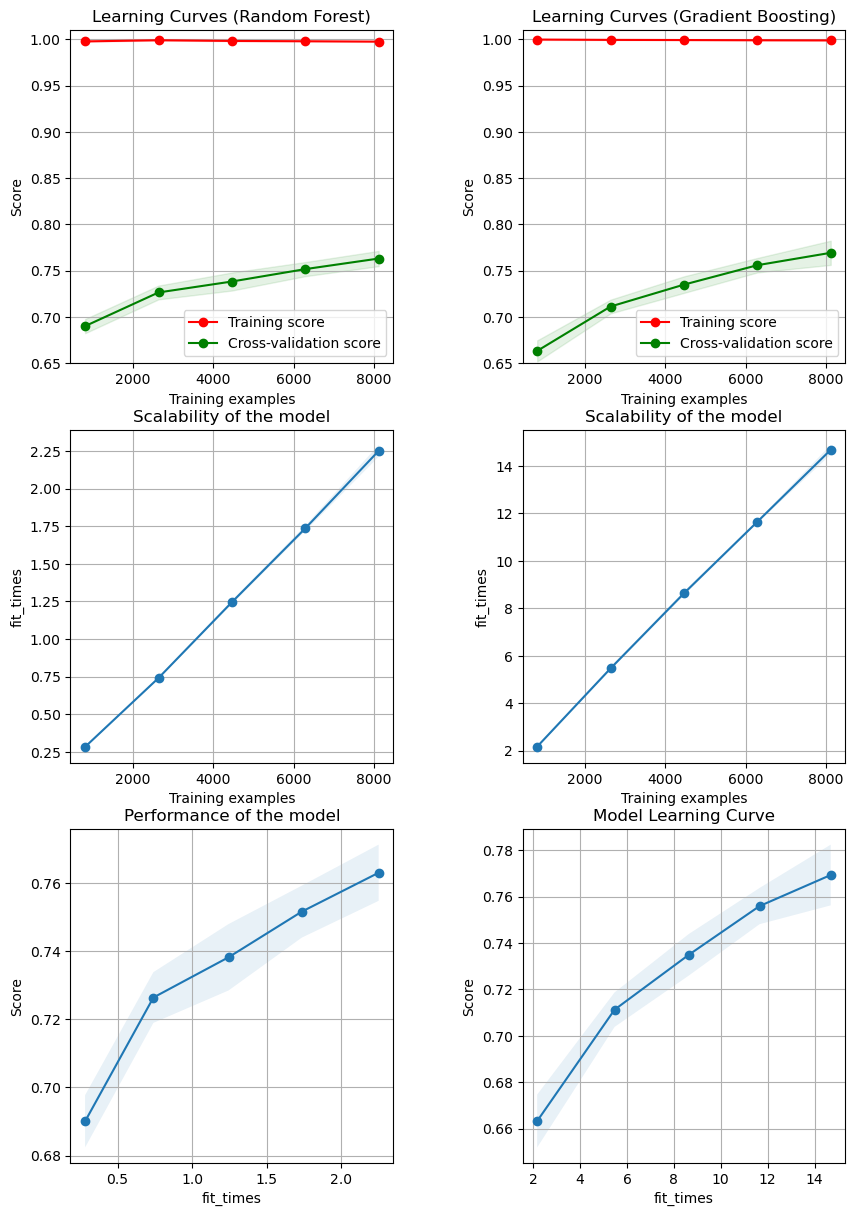 Learning Curves (Random Forest)
1.00
0.95
0.90
0.85
0.80
0.75
0.70
0.65
Score
Training score
Cross-validation score
2000 4000 6000 8000
Training examples
Learning Curves (Gradient Boosting)
1.00
0.95
0.90
0.85
0.80
0.75
0.70
0.65
Score
Training score
Cross-validation score
2000 4000 6000 8000
Training examples
Scalability of the model
2.25
2.00
1.75
1.50
1.25
1.00
0.75
0.50
0.25
fit_times
2000 4000 6000 8000
Training examples
Scalability of the model
14
12
10
8
6
4
2
fit_times
2000 4000 6000 8000
Training examples
Performance of the model
0.76
0.74
0.72
0.70
0.68
Score
0.5 1.0 1.5 2.0
fit_times
Model Learning Curve
0.78
0.76
0.74
0.72
0.70
0.68
0.66
Score
2 4 6 8 10 12 14
fit_times